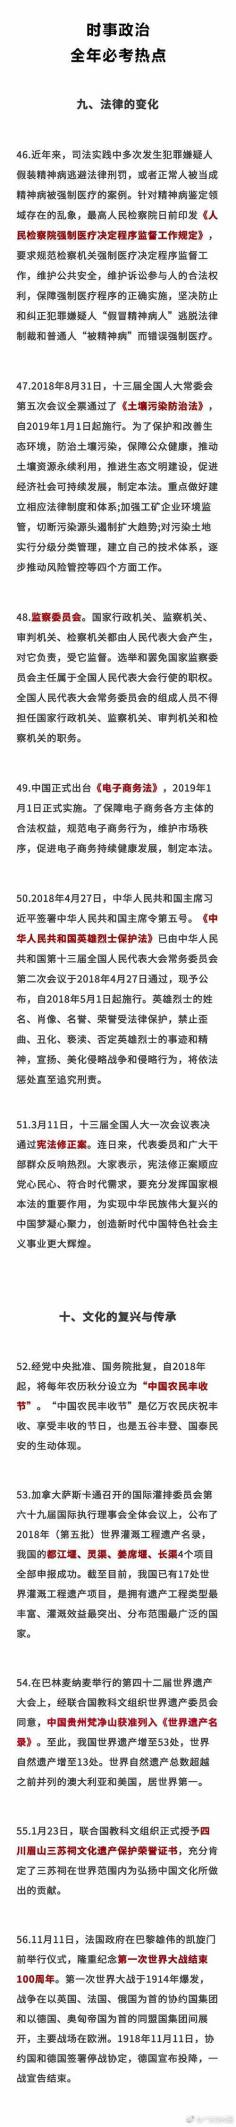 时事政治
全年必考热点
九、法律的变化
46.近年来，司法实践中多次发生犯罪嫌疑人
假装精神病逃避法律刑罚，或者正常人被当成
精神病被强制医疗的案例。针对精神病鉴定领
域存在的乱象，最高人民检察院日前印发《人
民检察院强制医疗决定程序监督工作规定》，
要求规范检察机关强制医疗决定程序监督工
作，维护公共安全，维护诉讼参与人的合法权
利，保障强制医疗程序的正确实施，坚决防止
和纠正犯罪嫌疑人“假冒精神病人”逃脱法律
制裁和普通人“被精神病”而错误强制医疗。
47.2018年8月31日，十三届全国人大常委会
第五次会议全票通过了《土壤污染防治法》，
自2019年1月1日起施行。为了保护和改善生
态环境，防治土壤污染，保障公众健康，推动
土壤资源永续利用，推进生态文明建设，促进
经济社会可持续发展，制定本法。重点做好建
立相应法律制度和体系;加强工矿企业环境监
管，切断污染源头遏制扩大趋势;对污染土地
实行分级分类管理，建立自己的技术体系，逐
步推动风险管控等四个方面工作。
48.监察委员会。国家行政机关、监察机关、
审判机关、检察机关都由人民代表大会产生，
对它负责，受它监督。选举和罢免国家监察委
员会主任属于全国人民代表大会行使的职权。
全国人民代表大会常务委员会的组成人员不得
担任国家行政机关、监察机关、审判机关和检
察机关的职务。
49.中国正式出台《电子商务法》，2019年1
月1日正式实施。了保障电子商务各方主体的
合法权益，规范电子商务行为，维护市场秩
序，促进电子商务持续健康发展，制定本法。
50.2018年4月27日，中华人民共和国主席习
近平签署中华人民共和国主席令第五号。《中
华人民共和国英雄烈士保护法》已由中华人民
共和国第十三届全国人民代表大会常务委员会
第二次会议于2018年4月27日通过，现予公
布，自2018年5月1日起施行。英雄烈士的姓
名、肖像、名誉、荣誉受法律保护，禁止歪
曲、丑化、亵渎、否定英雄烈士的事迹和精
神，宣扬、美化侵略战争和侵略行为，将依法
惩处直至追究刑责。
51.3月11日，十三届全国人大一次会议表决
通过宪法修正案。连日来，代表委员和广大干
部群众反响热烈。大家表示，宪法修正案顺应
党心民心、符合时代需求，要充分发挥国家根
本法的重要作用，为实现中华民族伟大复兴的
中国梦凝心聚力，创造新时代中国特色社会主
义事业更大辉煌。
十、文化的复兴与传承
52.经党中央批准、国务院批复，自2018年
起，将每年农历秋分设立为“中国农民丰收
节”。“中国农民丰收节”是亿万农民庆祝丰
收、享受丰收的节日，也是五谷丰登、国泰民
安的生动体现。
53.加拿大萨斯卡通召开的国际灌排委员会第
六十九届国际执行理事会全体会议上，公布了
2018年（第五批）世界灌溉工程遗产名录，
我国的都江堰、灵渠、姜席堰、长渠4个项目
全部申报成功。截至目前，我国已有17处世
界灌溉工程遗产项目，是拥有遗产工程类型最
丰富、灌溉效益最突出、分布范围最广泛的国
家。
54.在巴林麦纳麦举行的第四十二届世界遗产
大会上，经联合国教科文组织世界遗产委员会
同意，中国贵州梵净山获准列入《世界遗产名
录》。至此，我国世界遗产增至53处，世界
自然遗产增至13处。世界自然遗产总数超越
之前并列的澳大利亚和美国，居世界第一。
55.1月23日，联合国教科文组织正式授予四
川眉山三苏祠文化遗产保护荣誉证书，充分肯
定了三苏祠在世界范围内为弘扬中国文化所做
出的贡献。
56.11月11日，法国政府在巴黎雄伟的凯旋门
前举行仪式，隆重纪念第一次世界大战结束
100周年。第一次世界大战于1914年爆发，
战争在以英国、法国、俄国为首的协约国集团
和以德国、奥匈帝国为首的同盟国集团间展
开，主要战场在欧洲。1918年11月11日，协
约国和德国签署停战协定，德国宣布投降，一
战宣告结束。